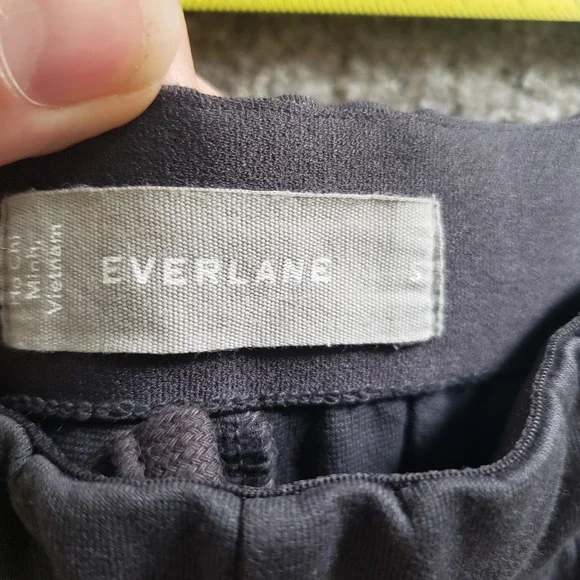 Ho Chi
Minh,
Vietnam
EVERLANE
S